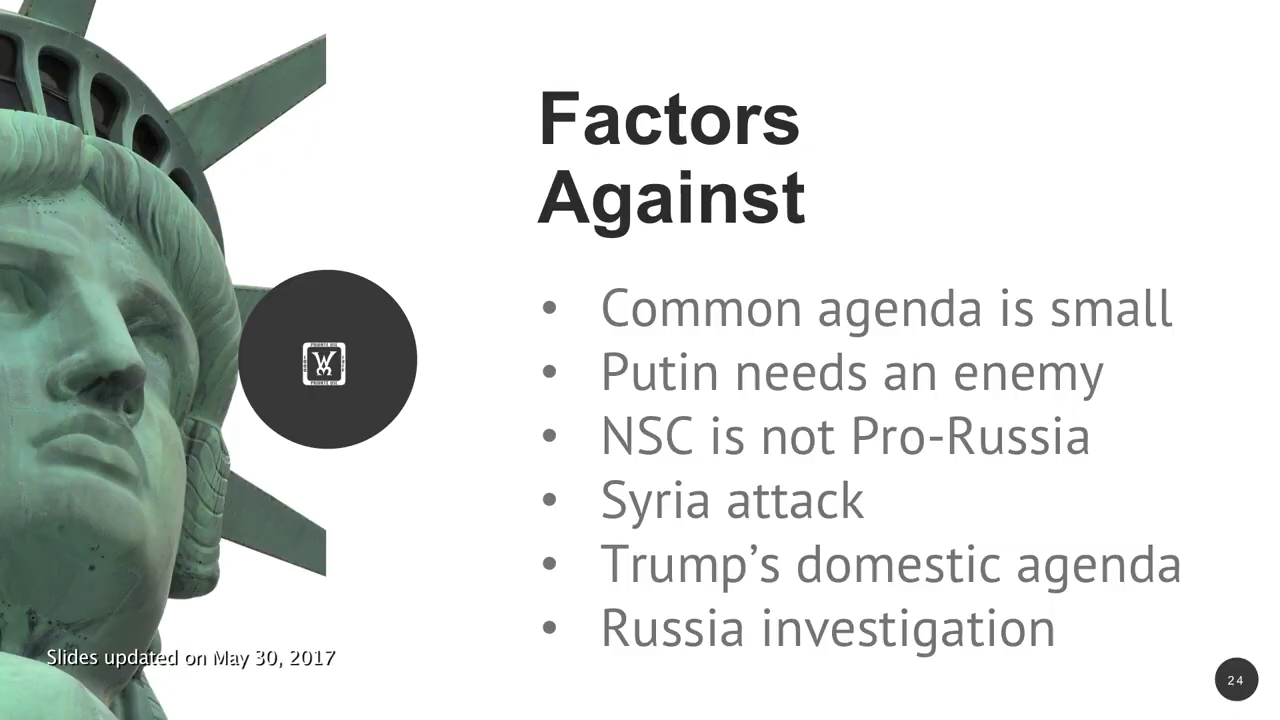 Factors
Against
• Common agenda is small
• Putin needs an enemy
• NSC is not Pro-Russia
• Syria attack
• Trump’s domestic agenda
• Russia investigation
Slides updated on May 30, 2017
24